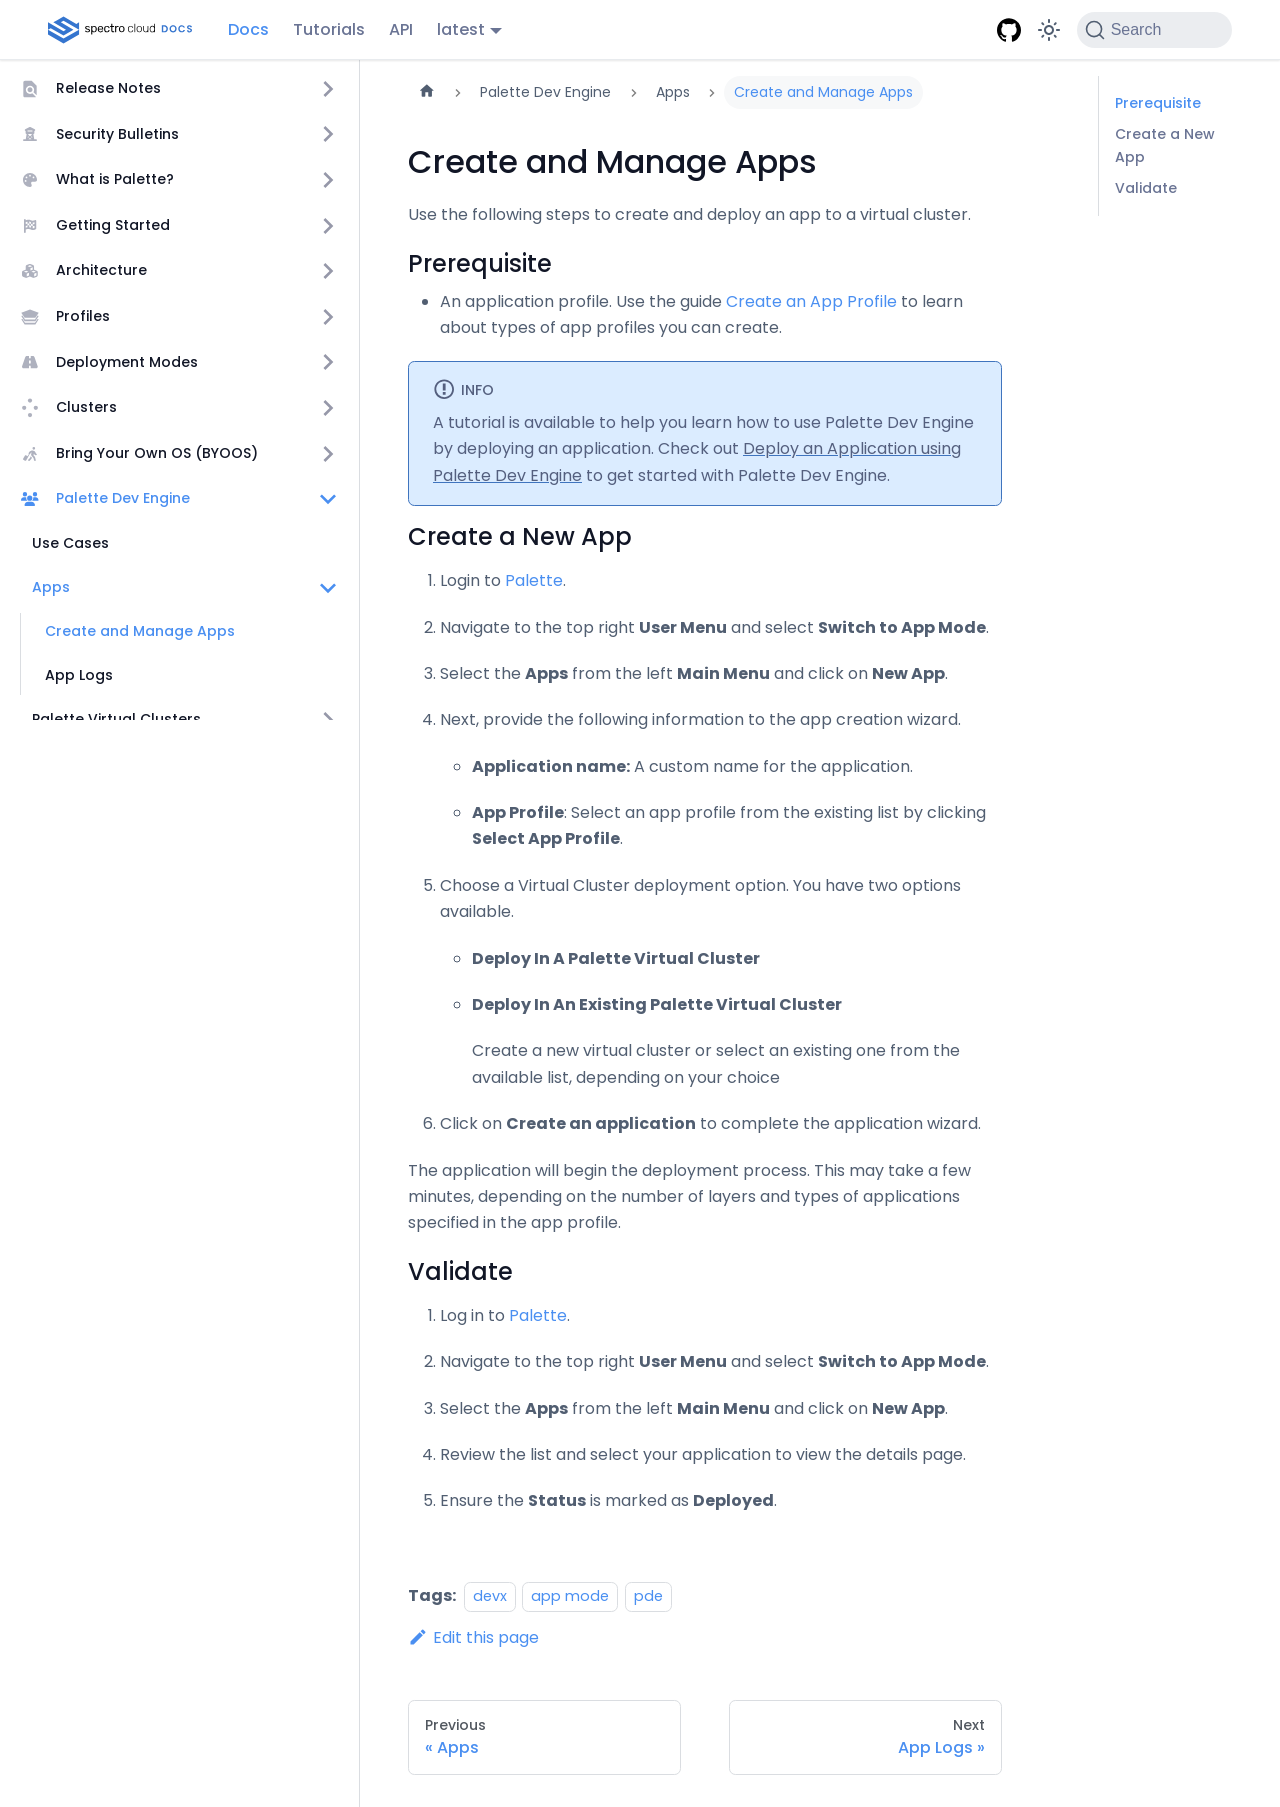 spectro cloud DOCS
Docs
Tutorials
API
latest
Search
Release Notes
Security Bulletins
What is Palette?
Getting Started
Architecture
Profiles
Deployment Modes
Clusters
Bring Your Own OS (BYOOS)
Palette Dev Engine
Use Cases
Apps
Create and Manage Apps
App Logs
Palette Virtual Clusters
Palette Dev Engine
Apps
Create and Manage Apps
Create and Manage Apps
Use the following steps to create and deploy an app to a virtual cluster.
Prerequisite
An application profile. Use the guide Create an App Profile to learn
about types of app profiles you can create.
INFO
A tutorial is available to help you learn how to use Palette Dev Engine
by deploying an application. Check out Deploy an Application using
Palette Dev Engine to get started with Palette Dev Engine.
Create a New App
1. Login to Palette.
2. Navigate to the top right User Menu and select Switch to App Mode.
3. Select the Apps from the left Main Menu and click on New App.
4. Next, provide the following information to the app creation wizard.
Application name: A custom name for the application.
App Profile: Select an app profile from the existing list by clicking
Select App Profile.
5. Choose a Virtual Cluster deployment option. You have two options
available.
Deploy In A Palette Virtual Cluster
Deploy In An Existing Palette Virtual Cluster
Create a new virtual cluster or select an existing one from the
available list, depending on your choice
6. Click on Create an application to complete the application wizard.
The application will begin the deployment process. This may take a few
minutes, depending on the number of layers and types of applications
specified in the app profile.
Validate
1. Log in to Palette.
2. Navigate to the top right User Menu and select Switch to App Mode.
3. Select the Apps from the left Main Menu and click on New App.
4. Review the list and select your application to view the details page.
5. Ensure the Status is marked as Deployed.
Tags: devx app mode pde
Edit this page
Previous
« Apps
Next
App Logs »
Prerequisite
Create a New
App
Validate